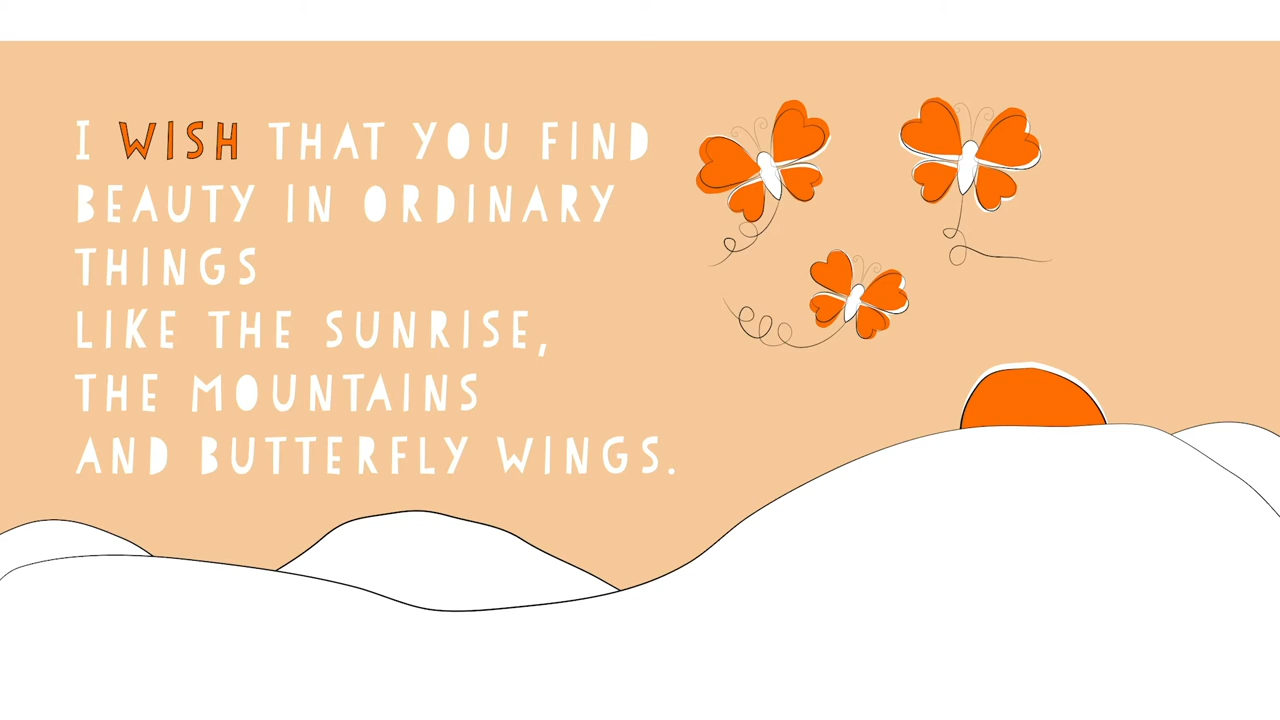 I WISH THAT YOU FIND
BEAUTY IN ORDINARY
THINGS
LIKE THE SUNRISE,
THE MOUNTAINS
AND BUTTERFLY WINGS.